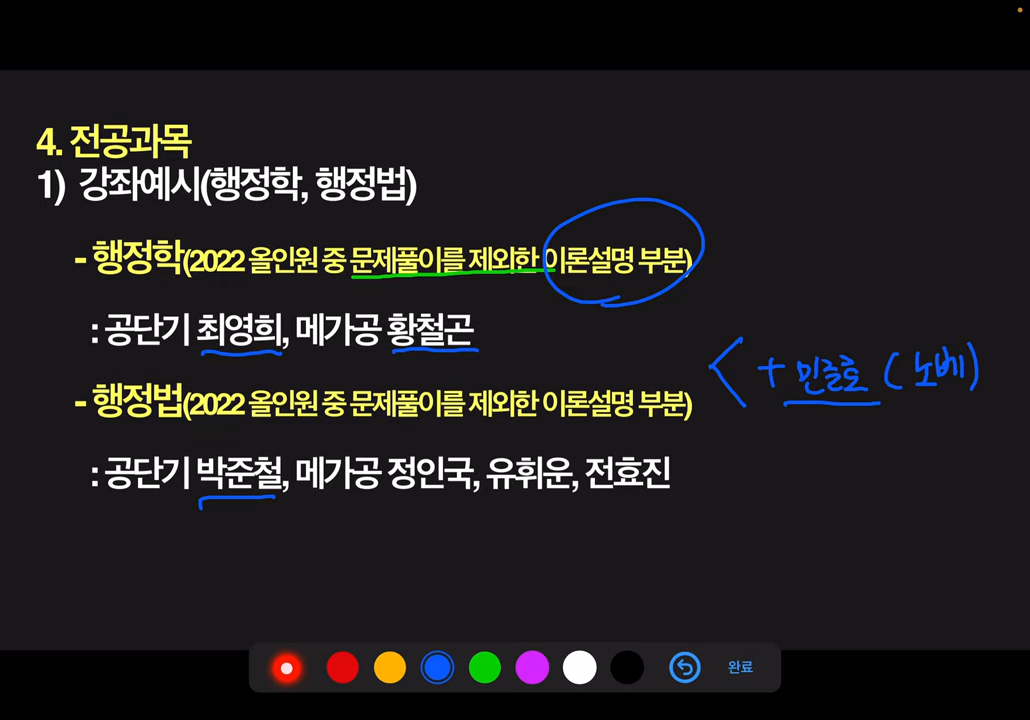 4. 전공과목
1) 강좌예시(행정학, 행정법)
- 행정학(2022 올인원 중 문제풀이를 제외한 이론설명 부분)
: 공단기 최영희, 메가공 황철곤
+ 민글로 (노베)
- 행정법(2022 올인원 중 문제풀이를 제외한 이론설명 부분)
: 공단기 박준철, 메가공 정인국, 유휘운, 전효진
완료